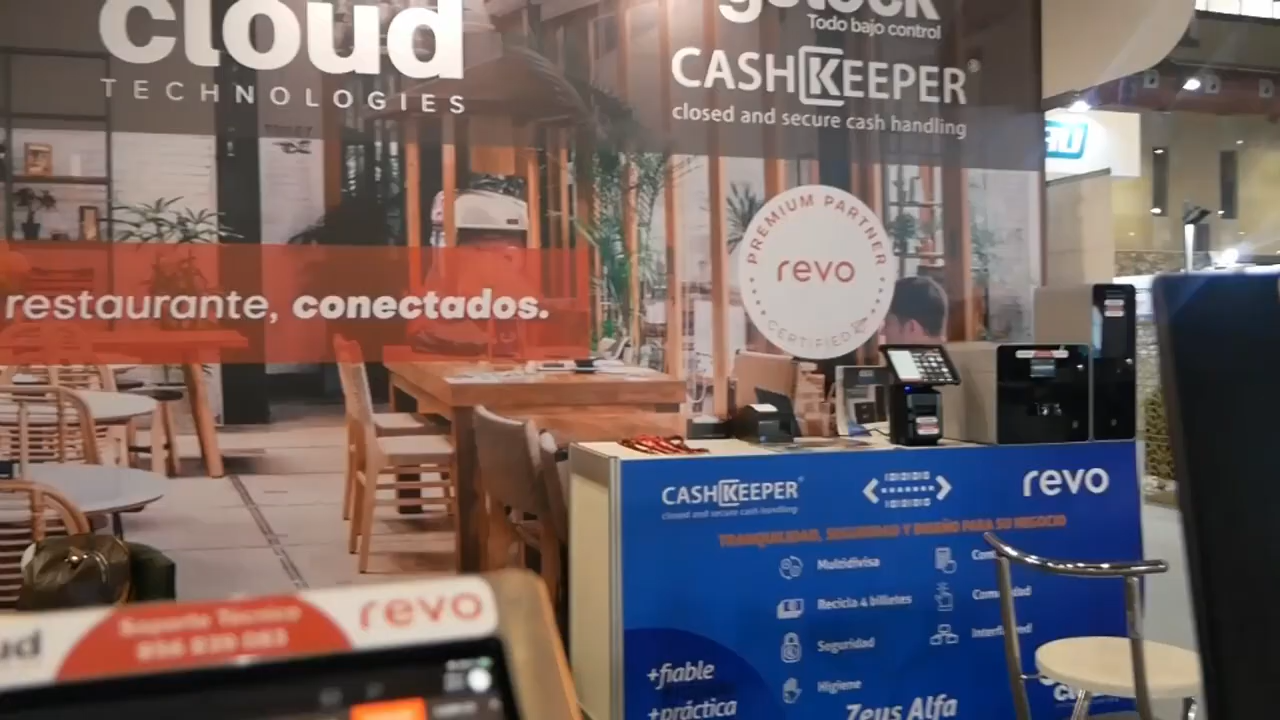 cloud
TECHNOLOGIES
Todo bajo control
CASHKEEPER®
closed and secure cash handling
PREMIUM PARTNER
revo
CERTIFIED
restaurante, conectados.
CASHKEEPER®
closed and secure cash handling
revo
TRANQUILIDAD, SEGURIDAD Y DISEÑO PARA SU NEGOCIO
Multidivisa
Recicla 4 billetes
Seguridad
Higiene
+fiable
+práctica
Zeus Alfa
Soporte Técnico
revo